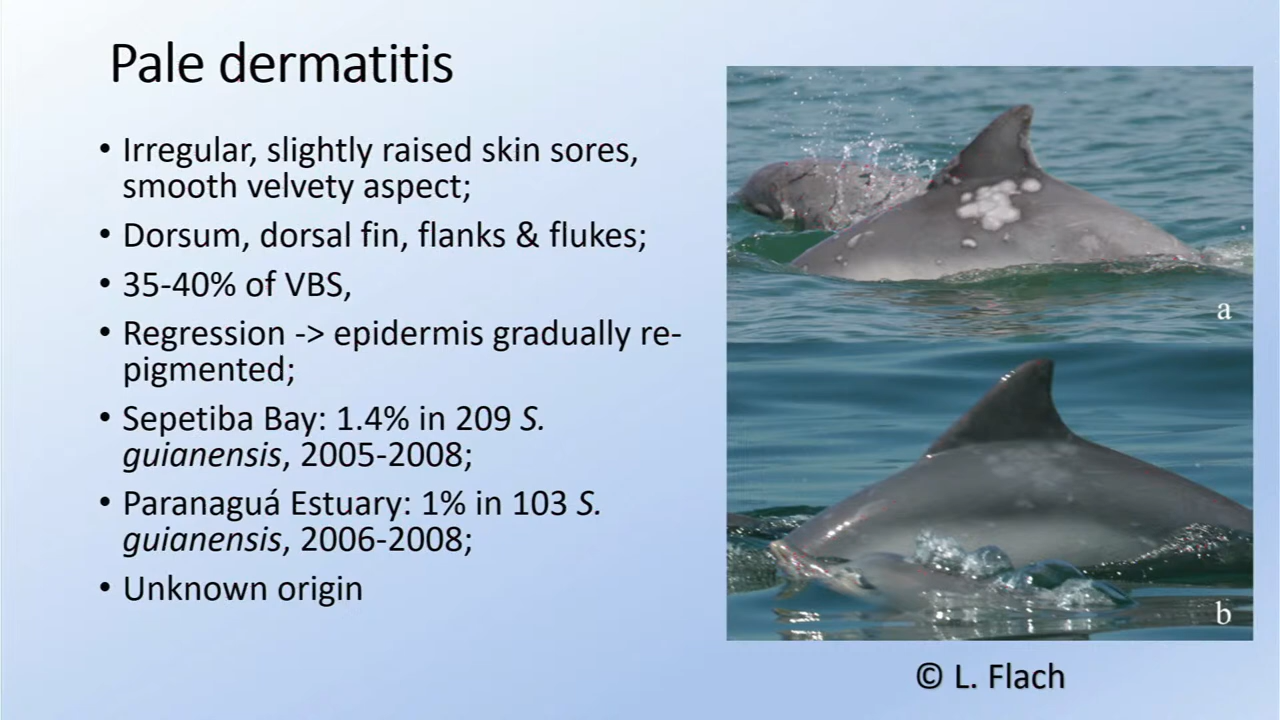 Pale dermatitis
• Irregular, slightly raised skin sores,
smooth velvety aspect;
• Dorsum, dorsal fin, flanks & flukes;
• 35-40% of VBS,
• Regression -> epidermis gradually re-
pigmented;
• Sepetiba Bay: 1.4% in 209 S.
guianensis, 2005-2008;
• Paranaguá Estuary: 1% in 103 S.
guianensis, 2006-2008;
• Unknown origin
a
b
© L. Flach